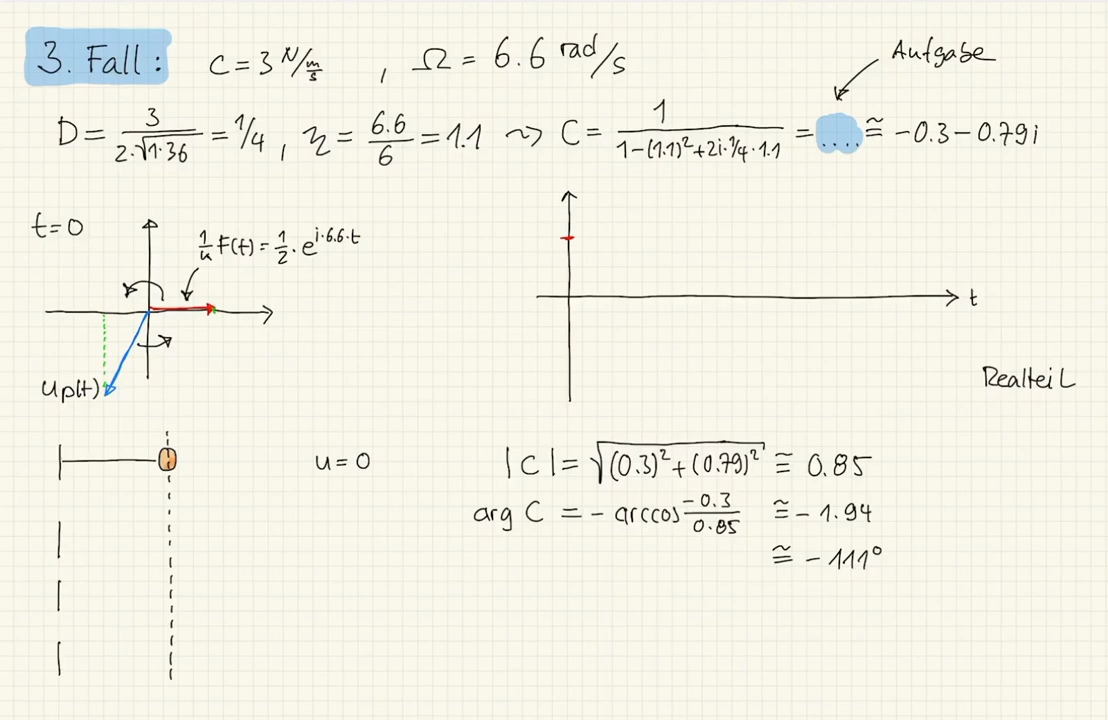 3. Fall: c = 3 N/(m/s), Ω = 6.6 rad/s
Aufgabe
D = 3/(2·√(1·36)) = 1/4, η = 6.6/6 = 1.1 ⇝ C = 1/(1-(1.1)²+2i·1/4·1.1) = .... ≅ -0.3 - 0.79i
t=0
1/k F(t) = 1/2 · e^(i·6.6·t)
t
u_p(t)
Realteil
u = 0
|C| = √((0.3)²+(0.79)²) ≅ 0.85
arg C = - arccos (-0.3/0.85) ≅ - 1.94
≅ - 111°